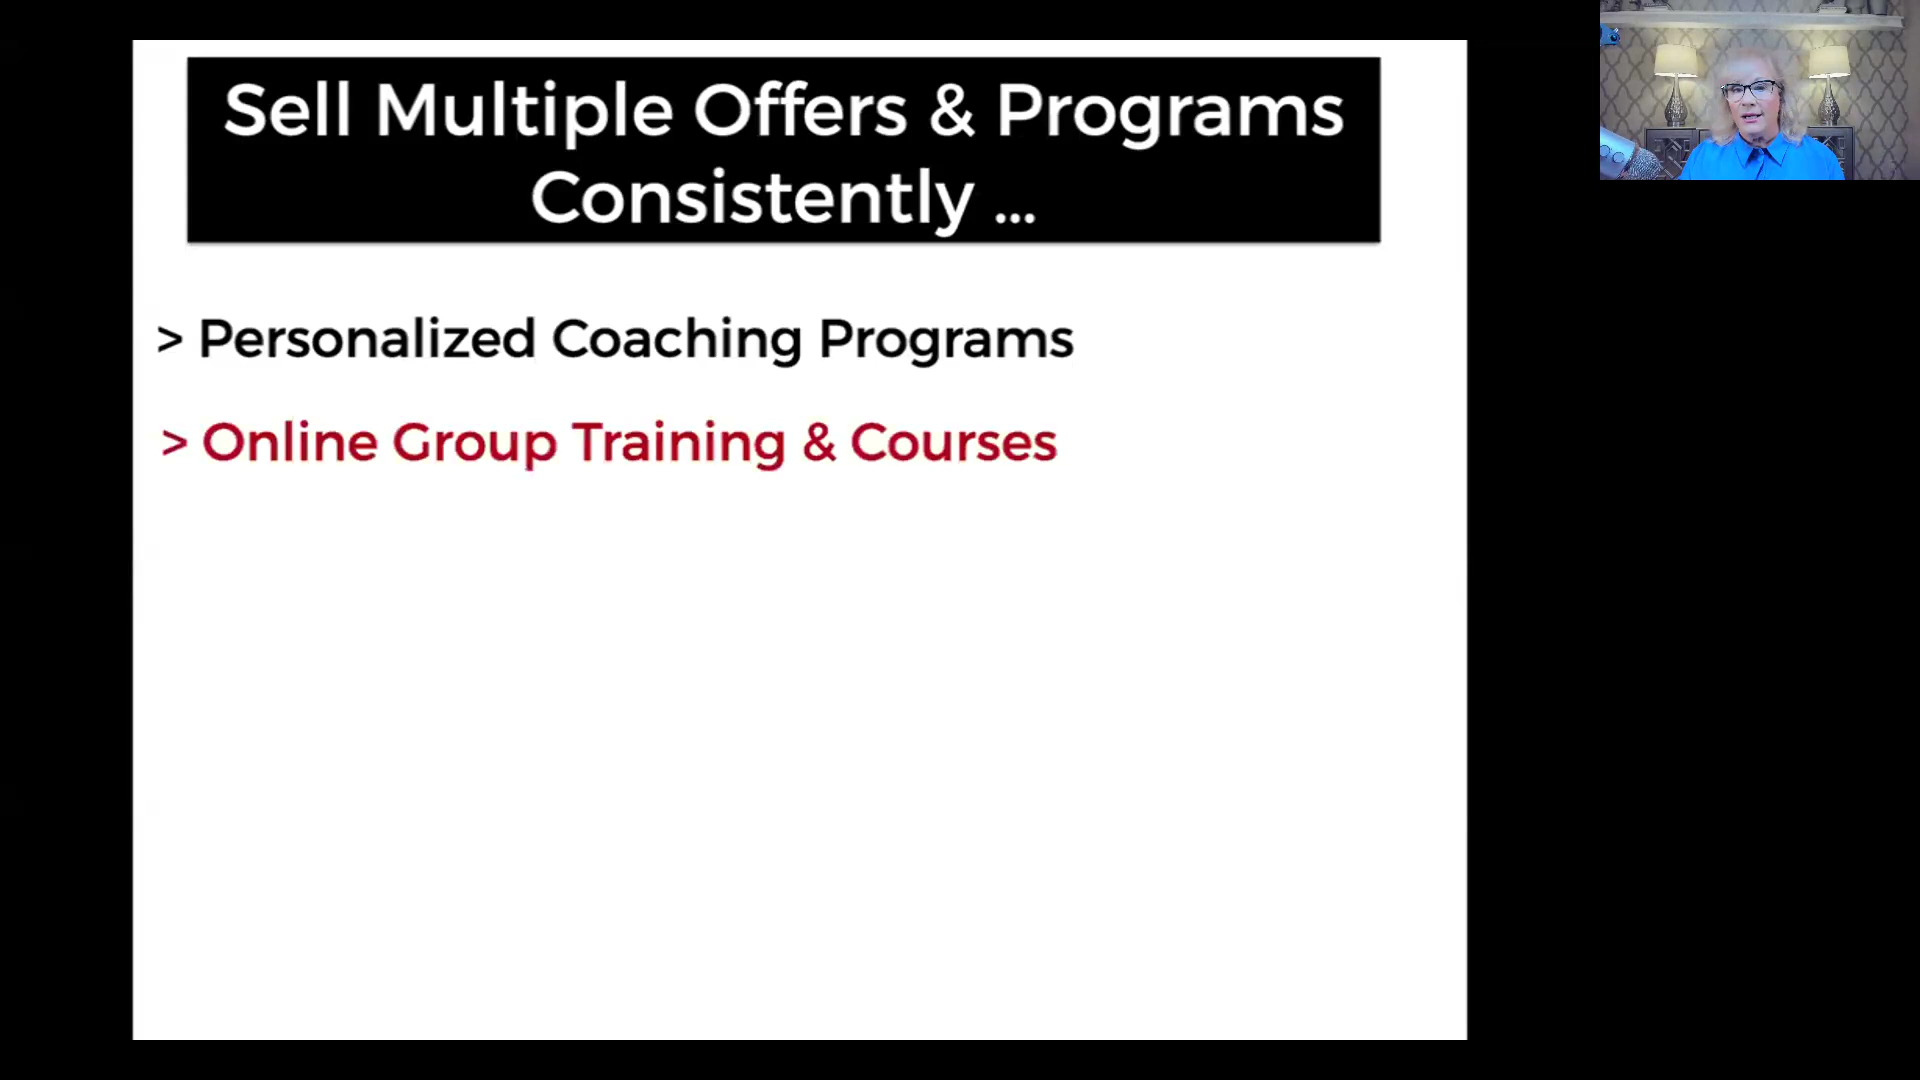 Sell Multiple Offers & Programs
Consistently ...
> Personalized Coaching Programs
> Online Group Training & Courses